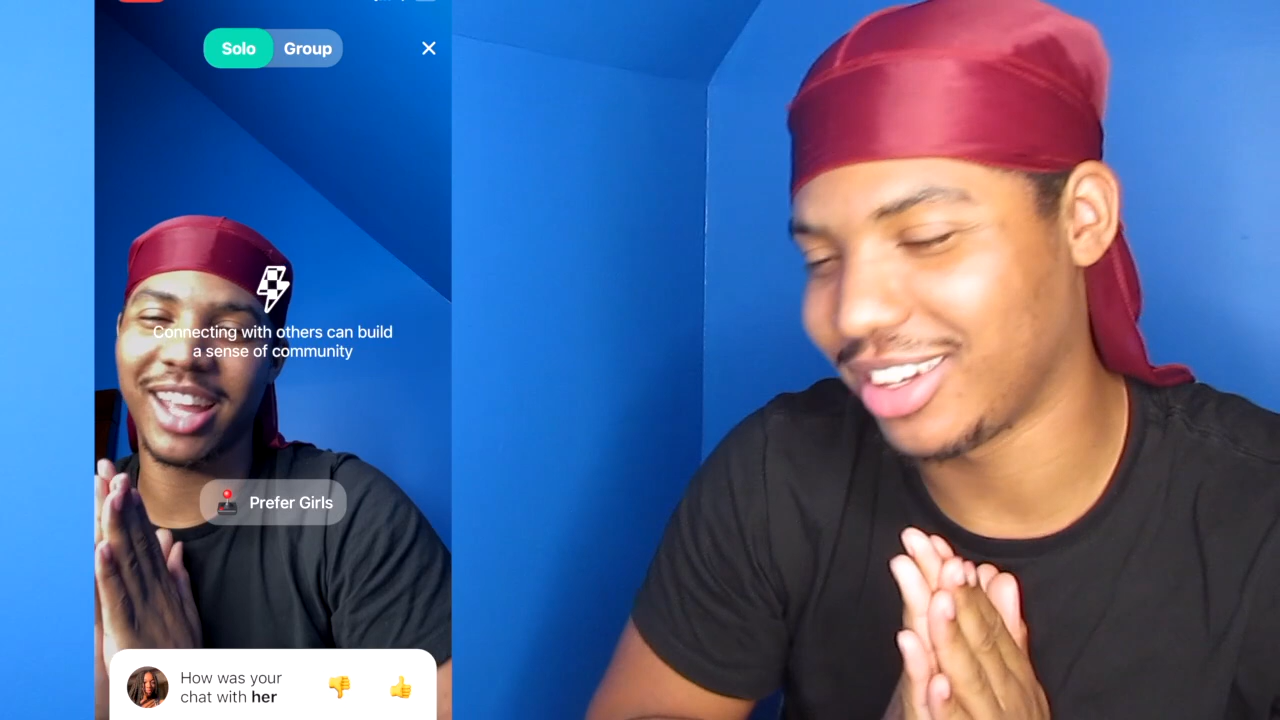 Solo Group
Connecting with others can build
a sense of community
Prefer Girls
How was your
chat with her